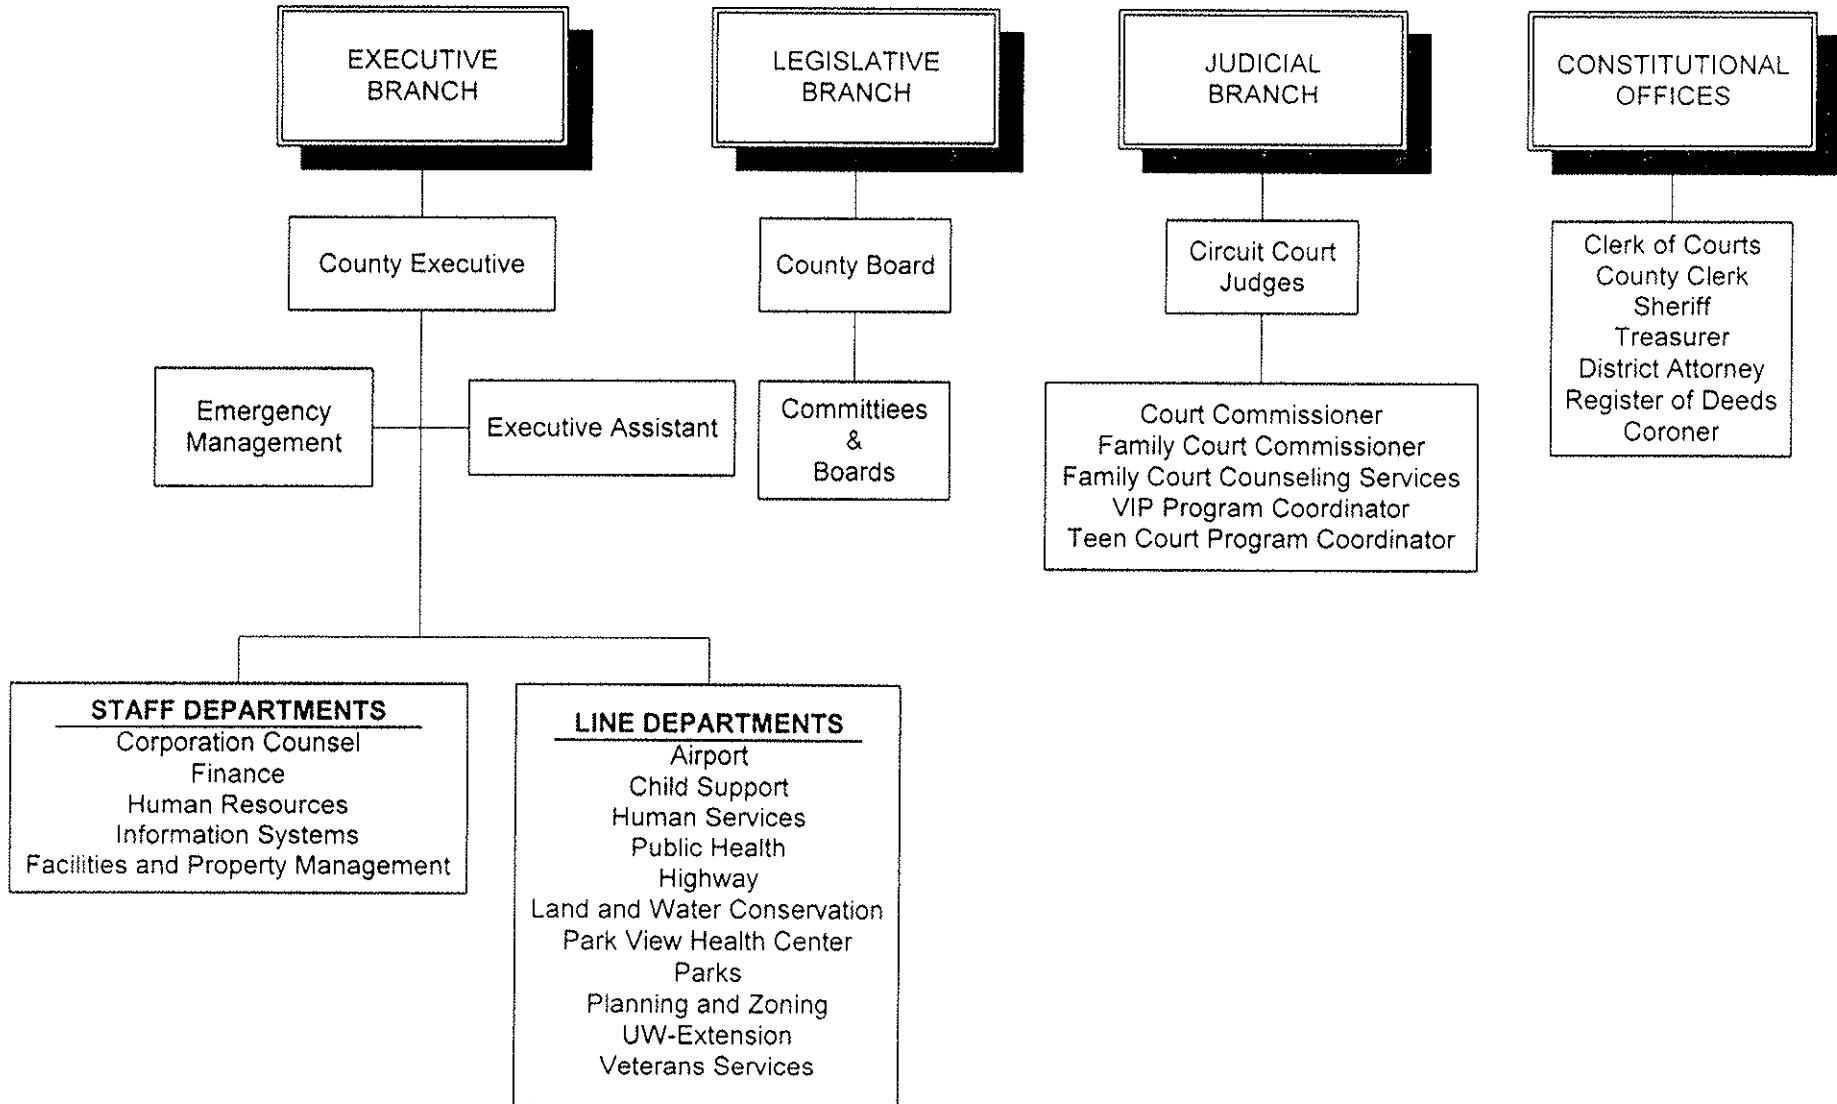 EXECUTIVE
BRANCH
LEGISLATIVE
BRANCH
JUDICIAL
BRANCH
CONSTITUTIONAL
OFFICES
County Executive
County Board
Circuit Court
Judges
Clerk of Courts
County Clerk
Sheriff
Treasurer
District Attorney
Register of Deeds
Coroner
Emergency
Management
Executive Assistant
Committiees
&
Boards
Court Commissioner
Family Court Commissioner
Family Court Counseling Services
VIP Program Coordinator
Teen Court Program Coordinator
STAFF DEPARTMENTS
Corporation Counsel
Finance
Human Resources
Information Systems
Facilities and Property Management
LINE DEPARTMENTS
Airport
Child Support
Human Services
Public Health
Highway
Land and Water Conservation
Park View Health Center
Parks
Planning and Zoning
UW-Extension
Veterans Services